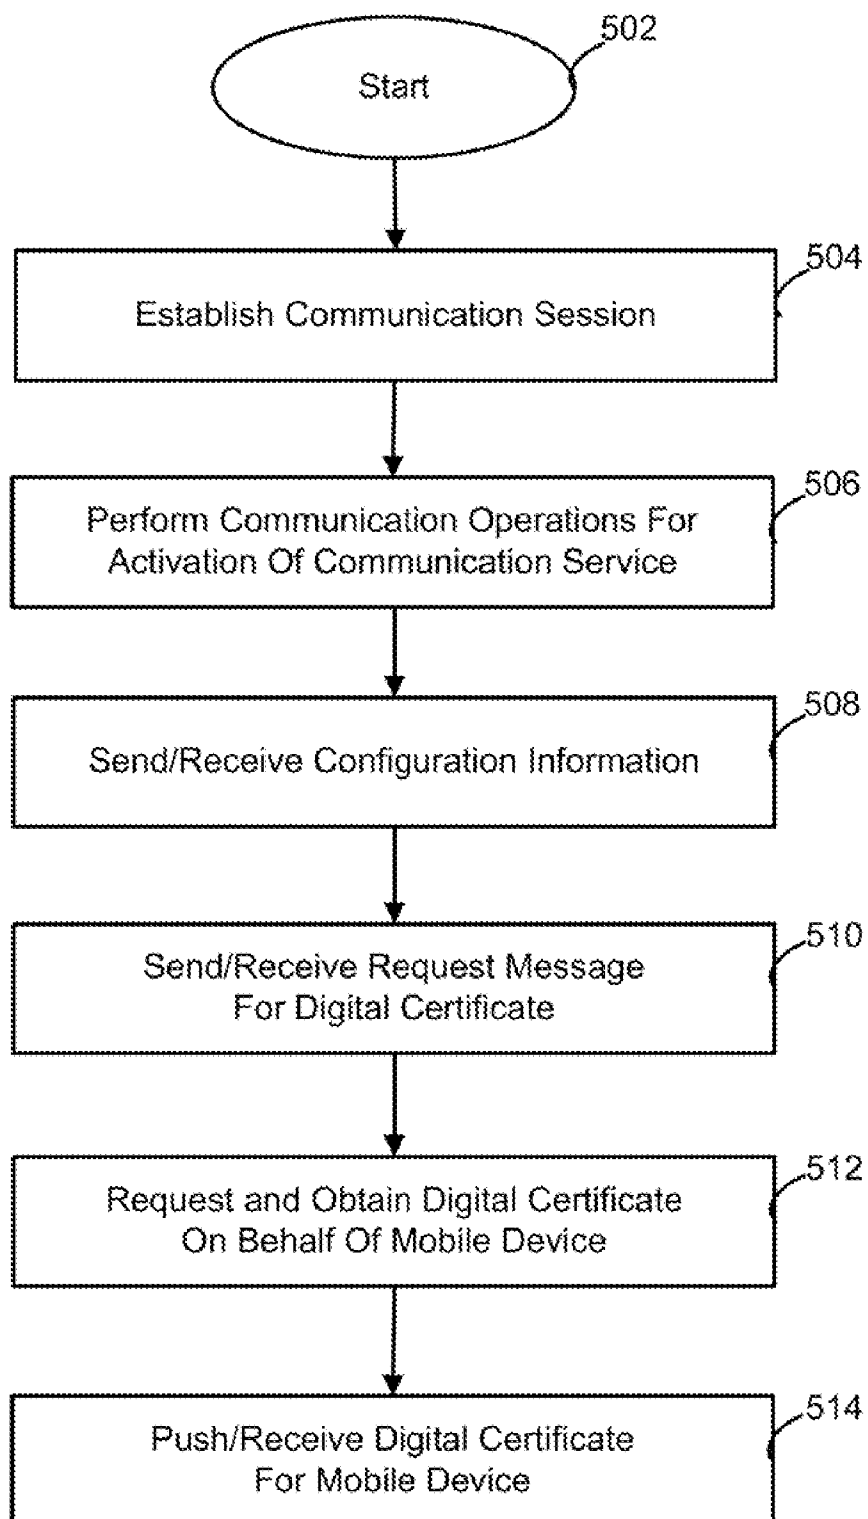 502
Start
504
Establish Communication Session
506
Perform Communication Operations For
Activation Of Communication Service
508
Send/Receive Configuration Information
510
Send/Receive Request Message
For Digital Certificate
512
Request and Obtain Digital Certificate
On Behalf Of Mobile Device
514
Push/Receive Digital Certificate
For Mobile Device